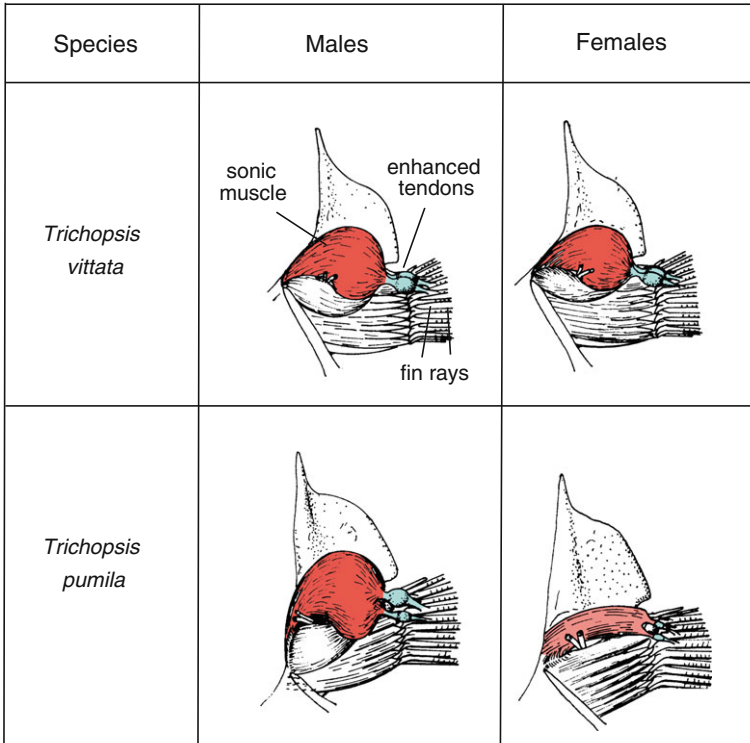 Species
Males
Females
Trichopsis
vittata
sonic
muscle
enhanced
tendons
fin rays
Trichopsis
pumila